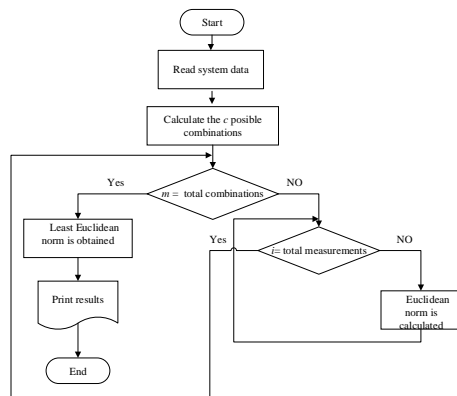 Start
Read system data
Calculate the c posible
combinations
Yes
m = total combinations
NO
Least Euclidean
norm is obtained
Yes
i= total measurements
NO
Print results
Euclidean
norm is
calculated
End